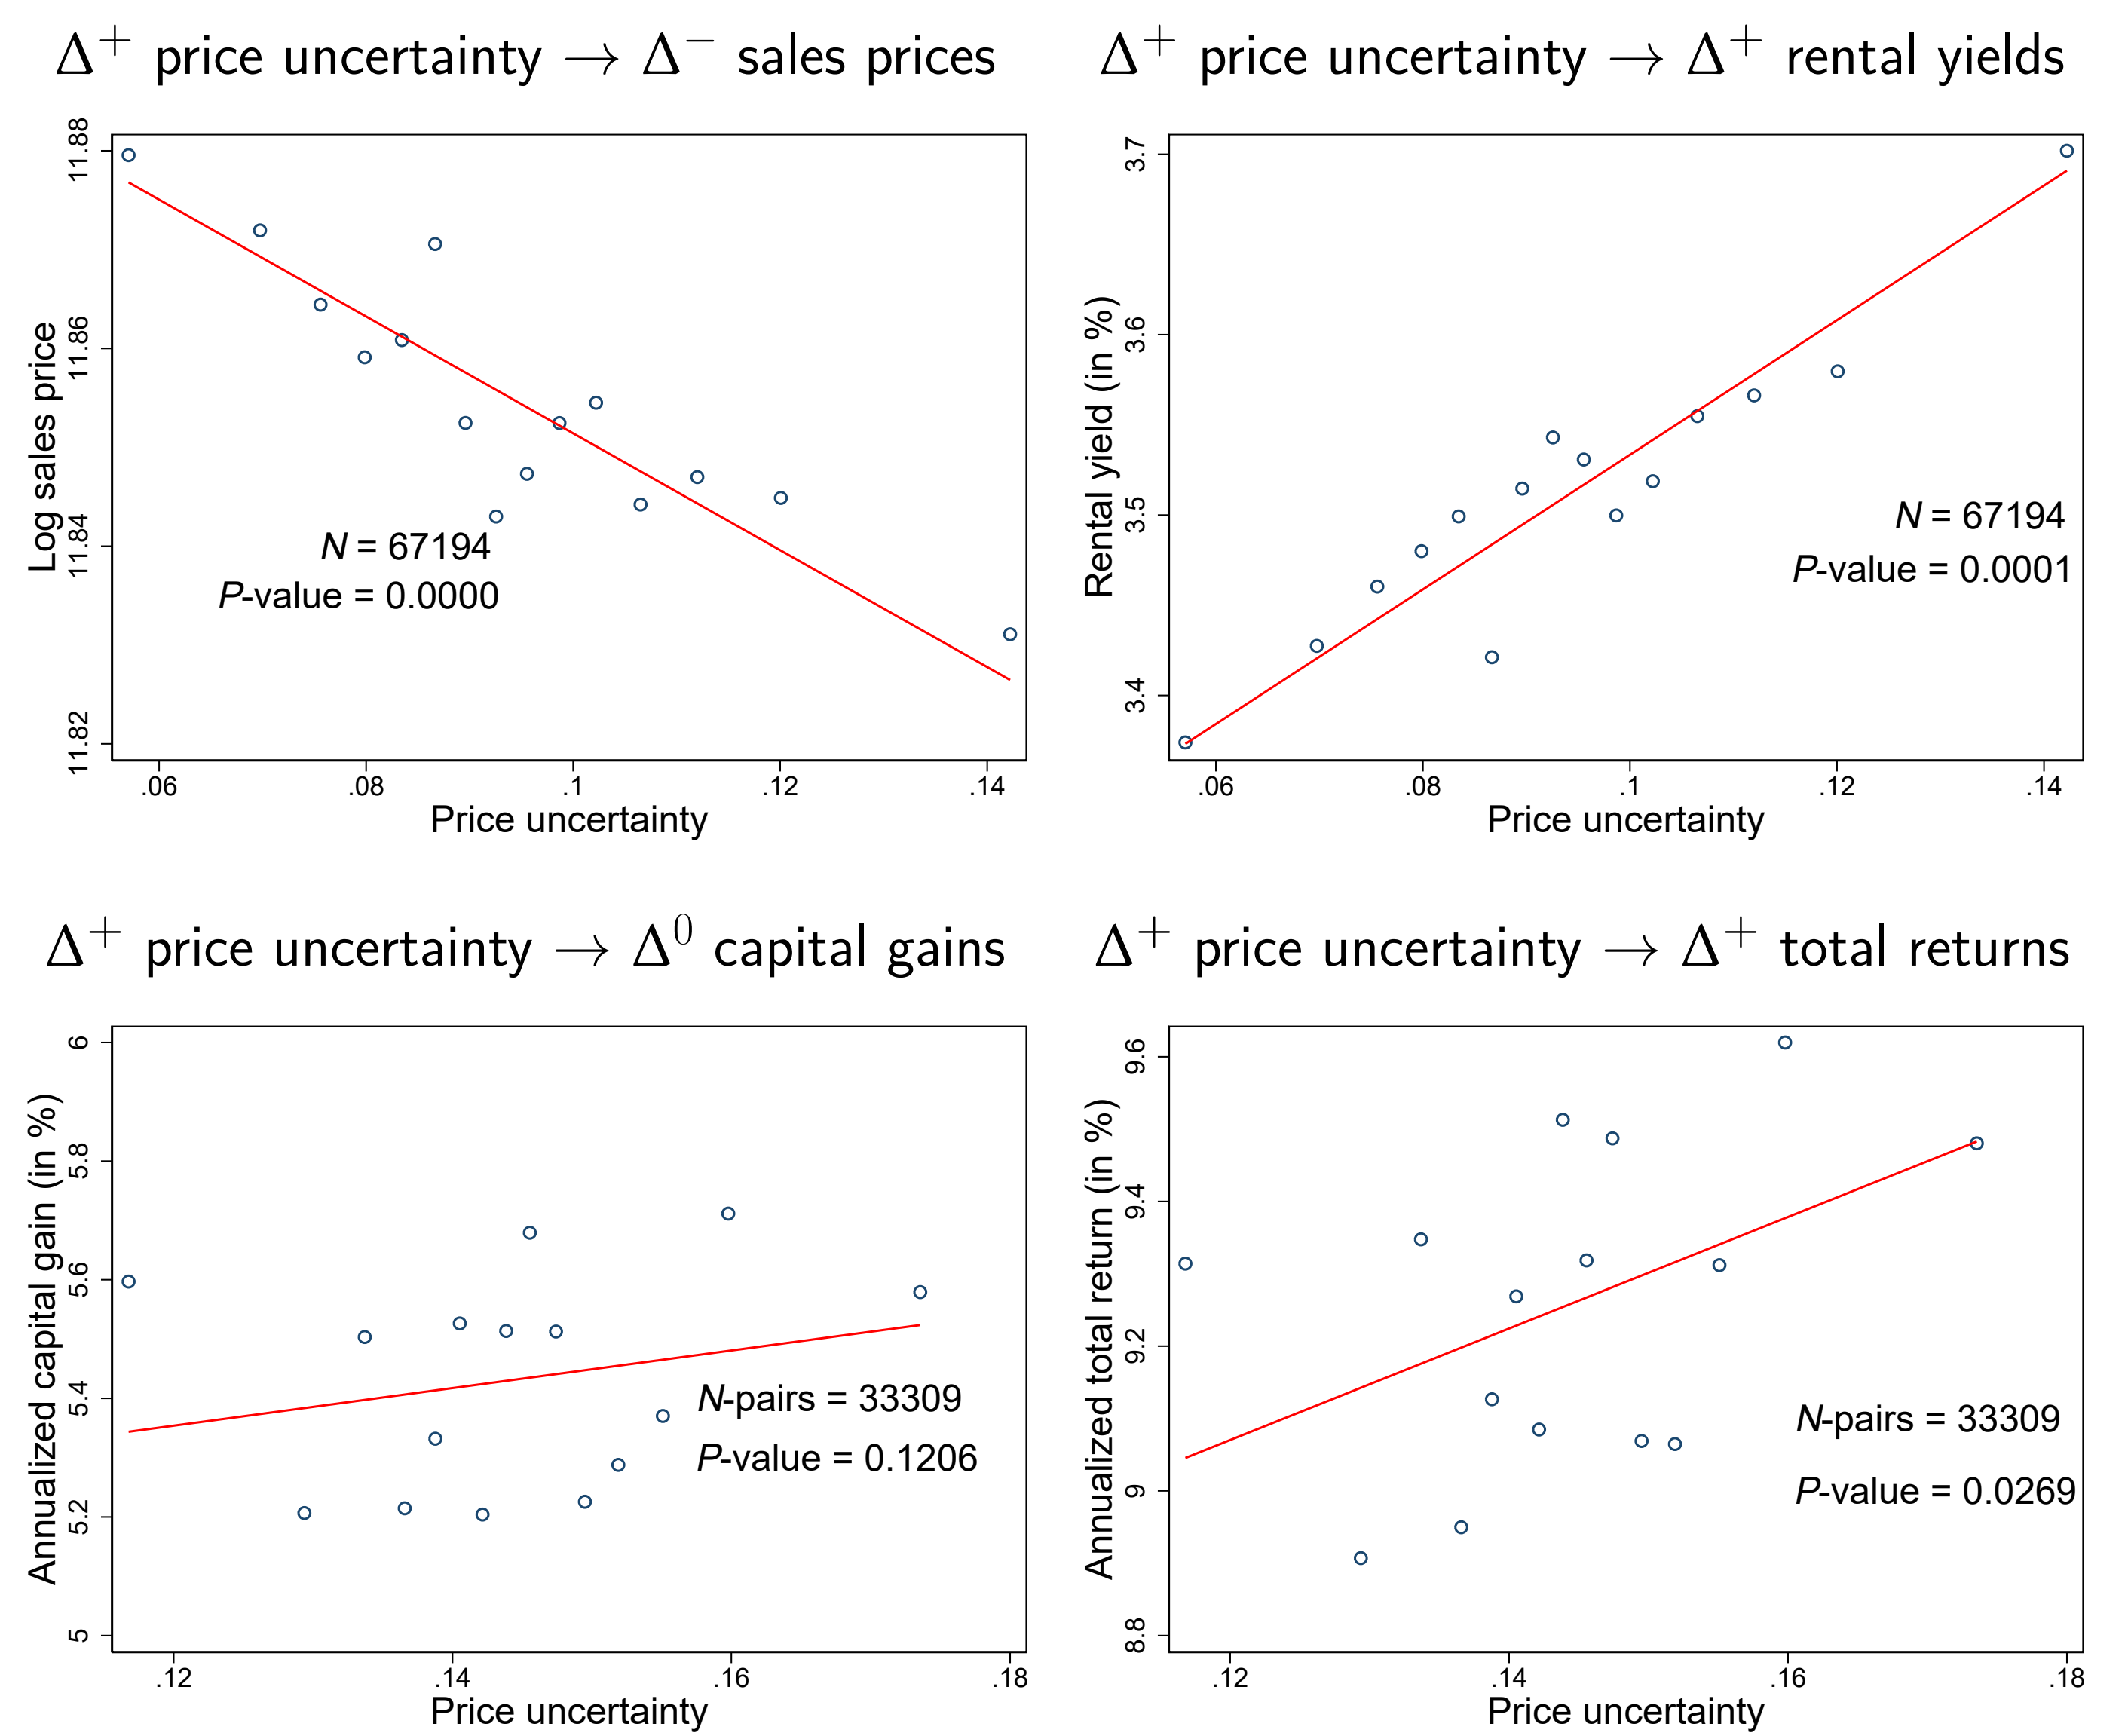 Δ⁺ price uncertainty → Δ⁻ sales prices
11.88
11.86
11.84
11.82
Log sales price
N = 67194
P-value = 0.0000
.06 .08 .1 .12 .14
Price uncertainty
Δ⁺ price uncertainty → Δ⁺ rental yields
3.7
3.6
3.5
3.4
Rental yield (in %)
N = 67194
P-value = 0.0001
.06 .08 .1 .12 .14
Price uncertainty
Δ⁺ price uncertainty → Δ⁰ capital gains
6
5.8
5.6
5.4
5.2
5
Annualized capital gain (in %)
N-pairs = 33309
P-value = 0.1206
.12 .14 .16 .18
Price uncertainty
Δ⁺ price uncertainty → Δ⁺ total returns
9.6
9.4
9.2
9
8.8
Annualized total return (in %)
N-pairs = 33309
P-value = 0.0269
.12 .14 .16 .18
Price uncertainty